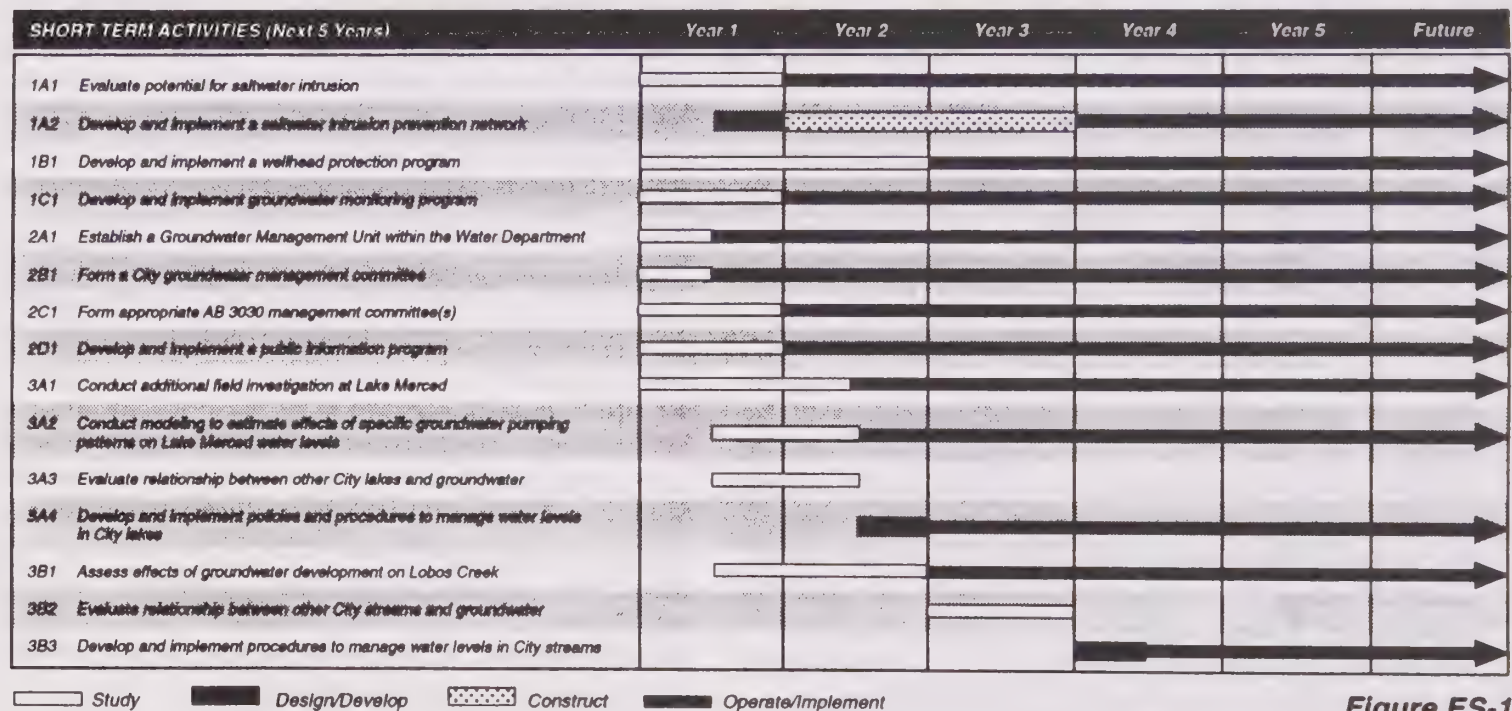 SHORT TERM ACTIVITIES (Next 5 Years) Year 1 Year 2 Year 3 Year 4 Year 5 Future
1A1 Evaluate potential for saltwater intrusion
1A2 Develop and implement a saltwater intrusion prevention network
1B1 Develop and implement a wellhead protection program
1C1 Develop and implement groundwater monitoring program
2A1 Establish a Groundwater Management Unit within the Water Department
2B1 Form a City groundwater management committee
2C1 Form appropriate AB 3030 management committee(s)
2D1 Develop and implement a public information program
3A1 Conduct additional field investigation at Lake Merced
3A2 Conduct modeling to estimate effects of specific groundwater pumping
patterns on Lake Merced water levels
3A3 Evaluate relationship between other City lakes and groundwater
3A4 Develop and implement policies and procedures to manage water levels
in City lakes
3B1 Assess effects of groundwater development on Lobos Creek
3B2 Evaluate relationship between other City streams and groundwater
3B3 Develop and implement procedures to manage water levels in City streams
Study Design/Develop Construct Operate/Implement
Figure ES-1